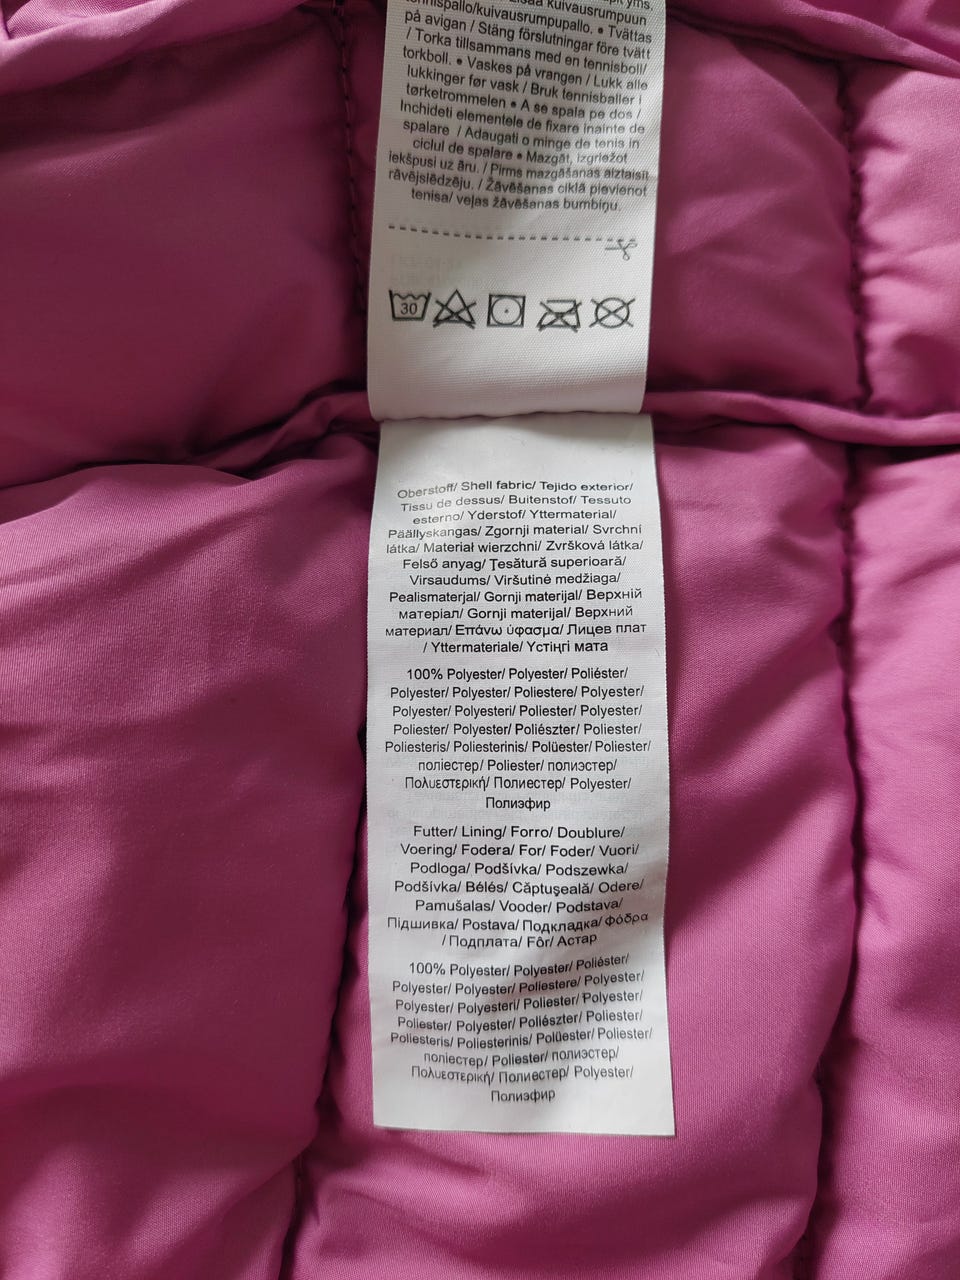 tennispallo/kuivausrumpupallo. • Tvättas
på avigan / Stäng förslutningar före tvätt
/ Torka tillsammans med en tennisboll/
torkboll. • Vaskes på vrangen / Lukk alle
lukkinger før vask / Bruk tennisballer i
tørketrommelen • A se spala pe dos /
Inchideti elementele de fixare inainte de
spalare / Adaugati o minge de tenis in
ciclul de spalare • Mazgāt, izgriežot
iekšpusi uz āru. / Pirms mazgāšanas aiztaisīt
rāvējslēdzēju. / Žāvēšanas ciklā pievienot
tenisa/ veļas žāvēšanas bumbiņu.
30
Oberstoff/ Shell fabric/ Tejido exterior/
Tissu de dessus/ Buitenstof/ Tessuto
esterno/ Yderstof/ Yttermaterial/
Päällyskangas/ Zgornji material/ Svrchní
látka/ Materiał wierzchni/ Zvršková látka/
Felső anyag/ Ţesătură superioară/
Virsaudums/ Viršutinė medžiaga/
Pealismaterjal/ Gornji materijal/ Верхній
матеріал/ Gornji materijal/ Верхний
материал/ Επάνω ύφασμα/ Лицев плат
/ Yttermateriale/ Үстіңгі мата
100% Polyester/ Polyester/ Poliéster/
Polyester/ Polyester/ Poliestere/ Polyester/
Polyester/ Polyesteri/ Poliester/ Polyester/
Poliester/ Polyester/ Poliészter/ Poliester/
Poliesteris/ Poliesterinis/ Polüester/ Poliester/
поліестер/ Poliester/ полиэстер/
Πολυεστερική/ Полиестер/ Polyester/
Полиэфир
Futter/ Lining/ Forro/ Doublure/
Voering/ Fodera/ For/ Foder/ Vuori/
Podloga/ Podšívka/ Podszewka/
Podšívka/ Bélés/ Căptuşeală/ Odere/
Pamušalas/ Vooder/ Podstava/
Підшивка/ Postava/ Подкладка/ φόδρα
/ Подплата/ Fôr/ Астар
100% Polyester/ Polyester/ Poliéster/
Polyester/ Polyester/ Poliestere/ Polyester/
Polyester/ Polyesteri/ Poliester/ Polyester/
Poliester/ Polyester/ Poliészter/ Poliester/
Poliesteris/ Poliesterinis/ Polüester/ Poliester/
поліестер/ Poliester/ полиэстер/
Πολυεστερική/ Полиестер/ Polyester/
Полиэфир